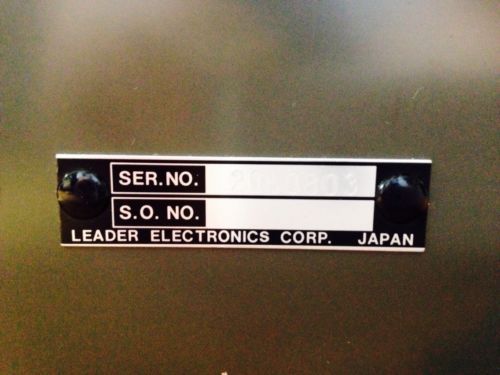 SER.NO.
S.O. NO.
LEADER ELECTRONICS CORP. JAPAN